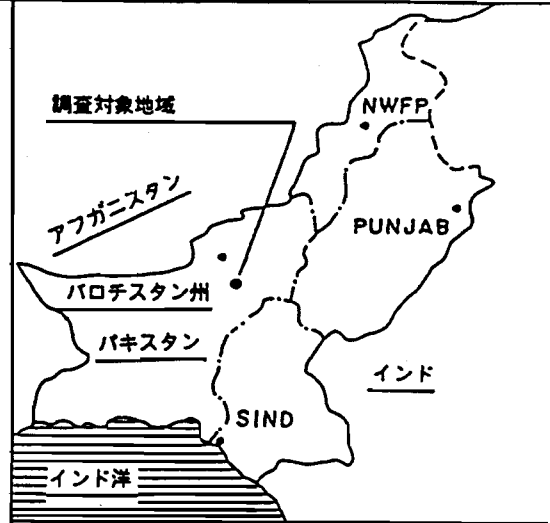 NWFP
調査対象地域
アフガニスタン
PUNJAB
バロチスタン州
パキスタン
インド
SIND
インド洋